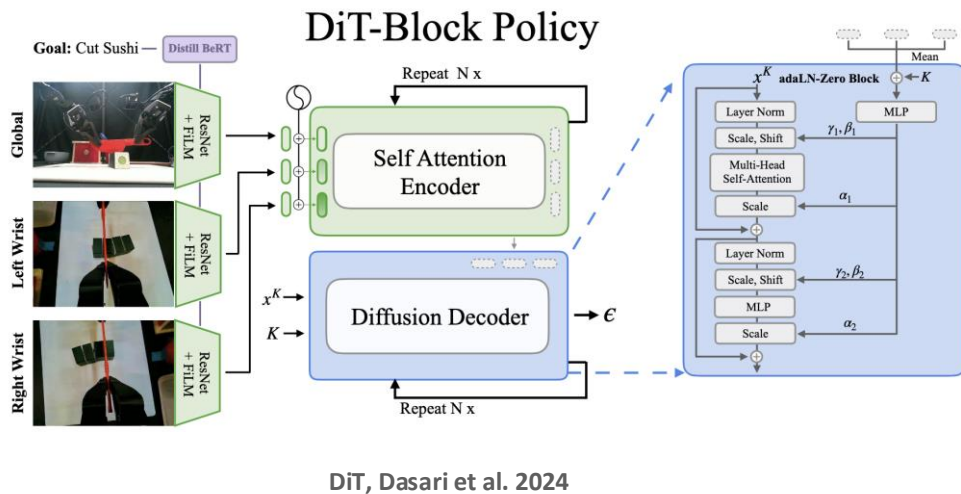 DiT-Block Policy
Goal: Cut Sushi
Distill BeRT
Global
ResNet
+ FiLM
Left Wrist
ResNet
+ FiLM
Right Wrist
ResNet
+ FiLM
Repeat N x
Self Attention
Encoder
x^K
K
Diffusion Decoder
ϵ
Repeat N x
Mean
x^K adaLN-Zero Block
K
Layer Norm
MLP
Scale, Shift
γ₁, β₁
Multi-Head
Self-Attention
Scale
α₁
Layer Norm
Scale, Shift
γ₂, β₂
MLP
Scale
α₂
DiT, Dasari et al. 2024